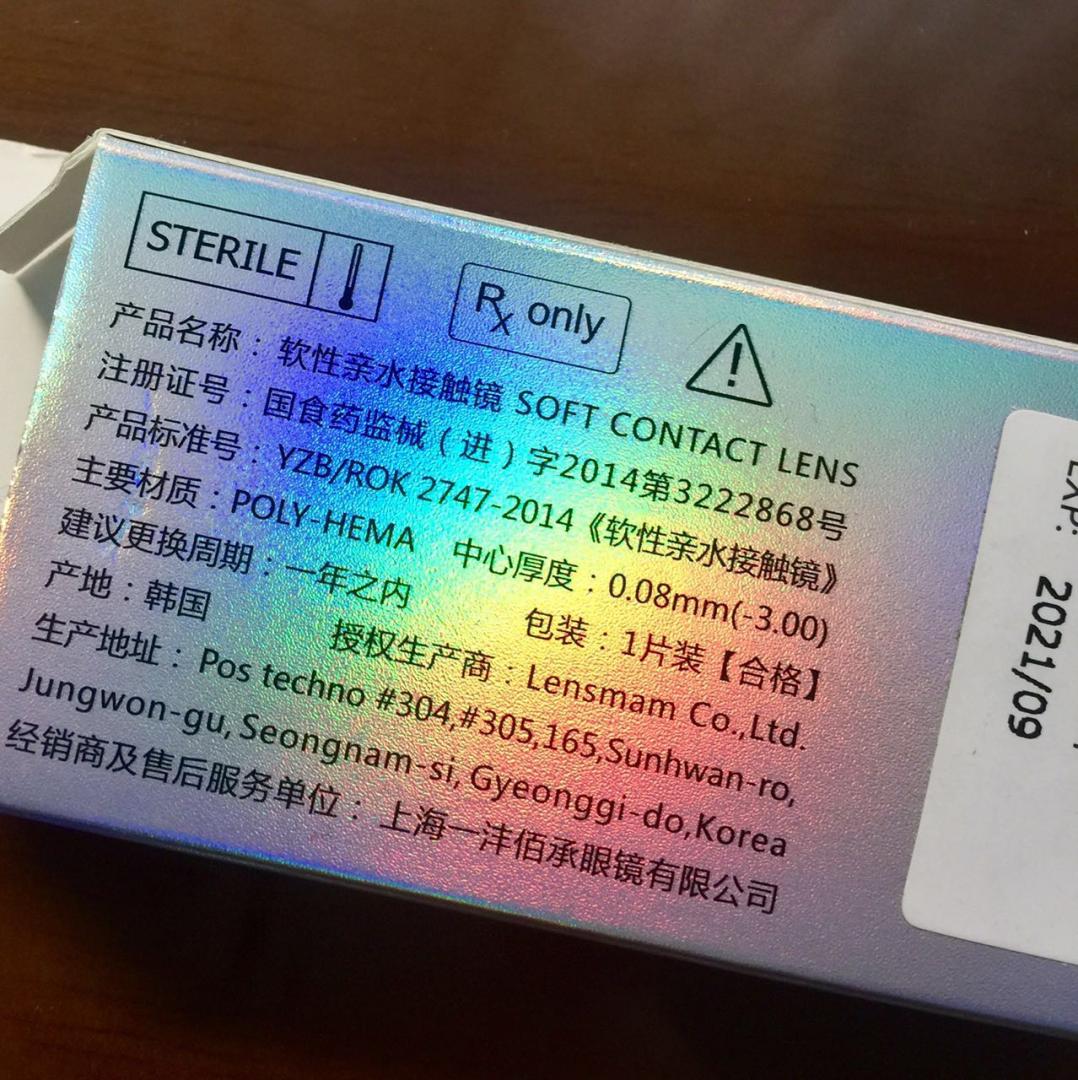 STERILE
Rx only
产品名称：软性亲水接触镜 SOFT CONTACT LENS
注册证号：国食药监械（进）字2014第3222868号
产品标准号：YZB/ROK 2747-2014《软性亲水接触镜》
主要材质：POLY-HEMA 中心厚度：0.08mm(-3.00)
建议更换周期：一年之内 包装：1片装【合格】
产地：韩国 授权生产商：Lensmam Co.,Ltd.
生产地址：Pos techno #304,#305,165,Sunhwan-ro,
Jungwon-gu,Seongnam-si,Gyeonggi-do,Korea
经销商及售后服务单位：上海一沣佰承眼镜有限公司
EXP: 2021/09